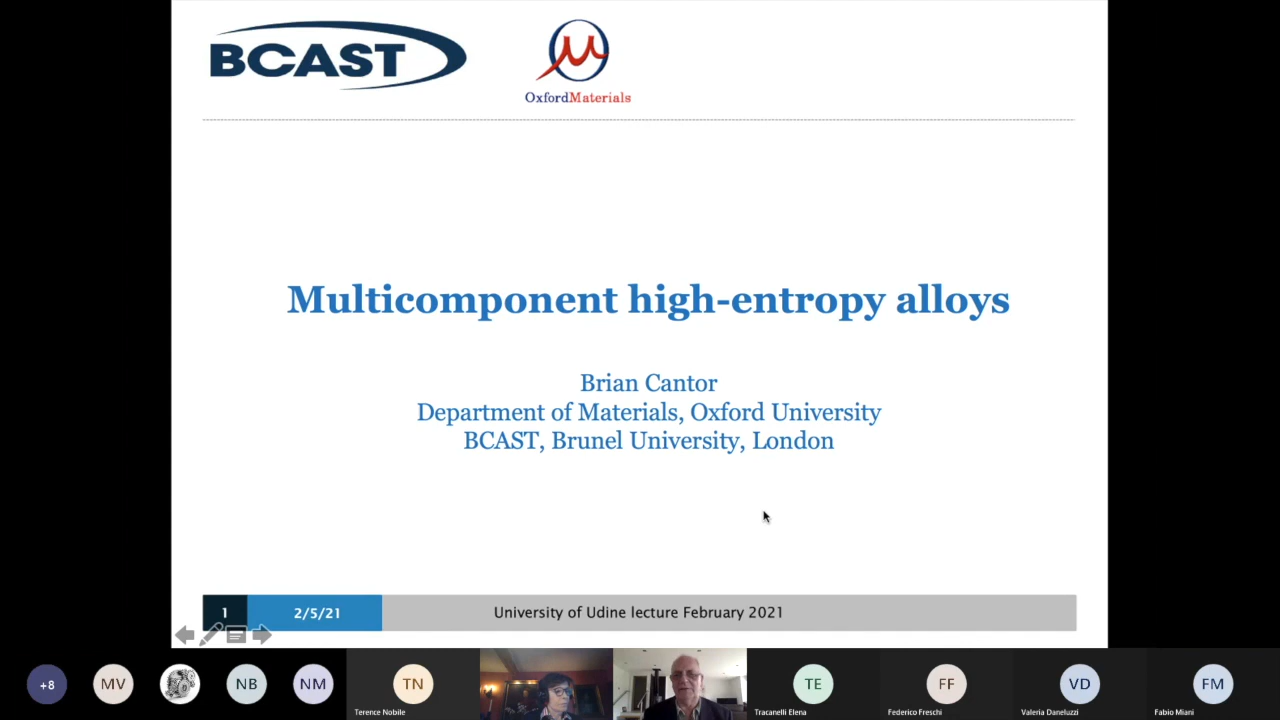 BCAST
OxfordMaterials
Multicomponent high-entropy alloys
Brian Cantor
Department of Materials, Oxford University
BCAST, Brunel University, London
1
2/5/21
University of Udine lecture February 2021
+8
MV
NB
NM
TN
Terence Nobile
TE
Tracanelli Elena
FF
Federico Freschi
VD
Valeria Daneluzzi
FM
Fabio Miani